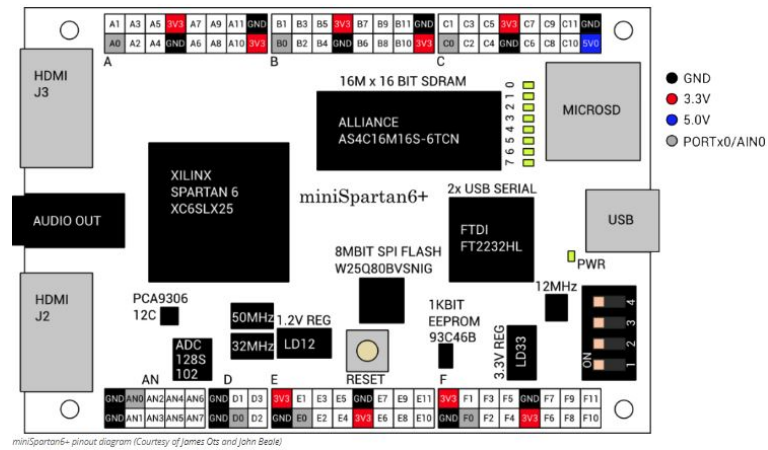 A1 A3 A5 3V3 A7 A9 A11 GND B1 B3 B5 3V3 B7 B9 B11 GND C1 C3 C5 3V3 C7 C9 C11 GND
A0 A2 A4 GND A6 A8 A10 3V3 B0 B2 B4 GND B6 B8 B10 3V3 C0 C2 C4 GND C6 C8 C10 5V0
A B C
HDMI
J3
16M x 16 BIT SDRAM
ALLIANCE
AS4C16M16S-6TCN
7 6 5 4 3 2 1 0
MICROSD
GND
3.3V
5.0V
PORTx0/AIN0
XILINX
SPARTAN 6
XC6SLX25
miniSpartan6+
2x USB SERIAL
FTDI
FT2232HL
AUDIO OUT
USB
PWR
8MBIT SPI FLASH
W25Q80BVSNIG
12MHz
HDMI
J2
PCA9306
12C
50MHz
32MHz
1.2V REG
LD12
1KBIT
EEPROM
93C46B
3.3V REG
LD33
ON
1 2 3 4
ADC
128S
102
RESET
AN D E F
GND AN0 AN2 AN4 AN6 GND D1 D3 3V3 E1 E3 E5 GND E7 E9 E11 3V3 F1 F3 F5 GND F7 F9 F11
GND AN1 AN3 AN5 AN7 GND D0 D2 GND E0 E2 E4 3V3 E6 E8 E10 GND F0 F2 F4 3V3 F6 F8 F10
miniSpartan6+ pinout diagram (Courtesy of James Ots and John Beale)